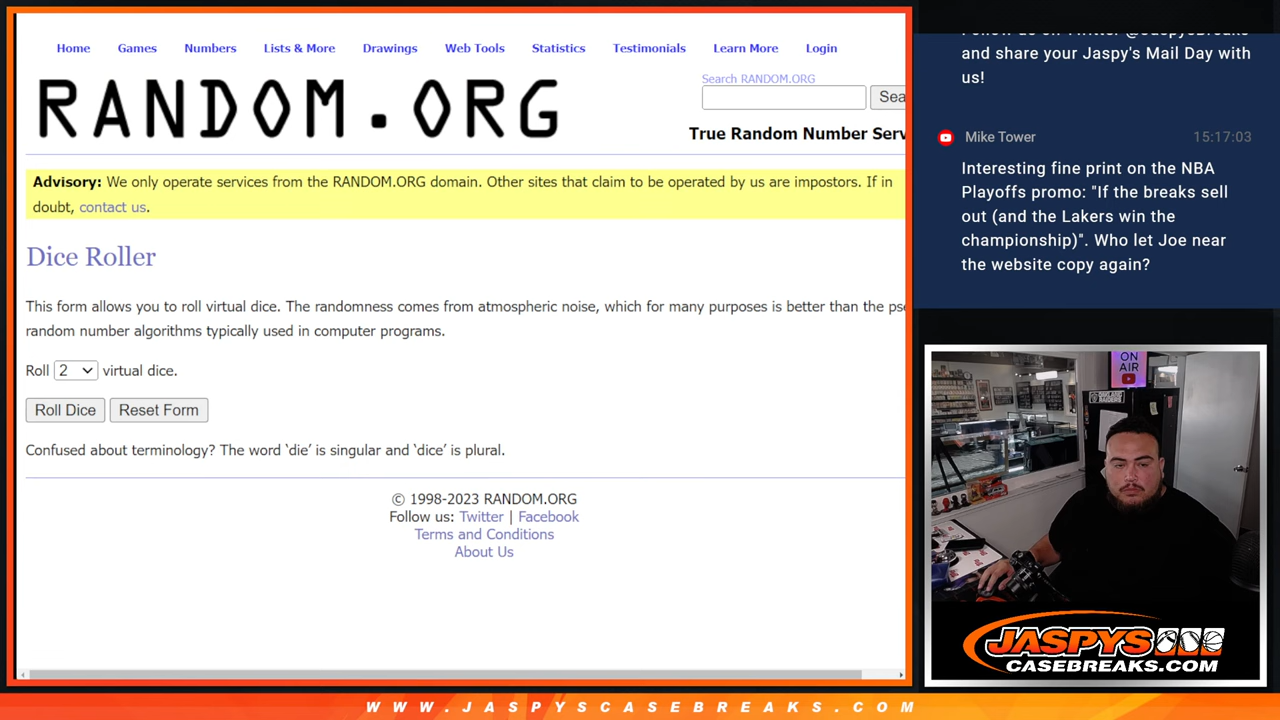 Home Games Numbers Lists & More Drawings Web Tools Statistics Testimonials Learn More Login
RANDOM.ORG
Search RANDOM.ORG
Sea
True Random Number Serv
Advisory: We only operate services from the RANDOM.ORG domain. Other sites that claim to be operated by us are impostors. If in
doubt, contact us.
Dice Roller
This form allows you to roll virtual dice. The randomness comes from atmospheric noise, which for many purposes is better than the pse
random number algorithms typically used in computer programs.
Roll 2 virtual dice.
Roll Dice Reset Form
Confused about terminology? The word ‘die’ is singular and ‘dice’ is plural.
© 1998-2023 RANDOM.ORG
Follow us: Twitter | Facebook
Terms and Conditions
About Us
Follow us on Twitter @JaspysBreaks
and share your Jaspy's Mail Day with
us!
Mike Tower 15:17:03
Interesting fine print on the NBA
Playoffs promo: "If the breaks sell
out (and the Lakers win the
championship)". Who let Joe near
the website copy again?
ON
AIR
OAKLAND
RAIDERS
JASPYS
CASEBREAKS.COM
WWW.JASPYSCASEBREAKS.COM